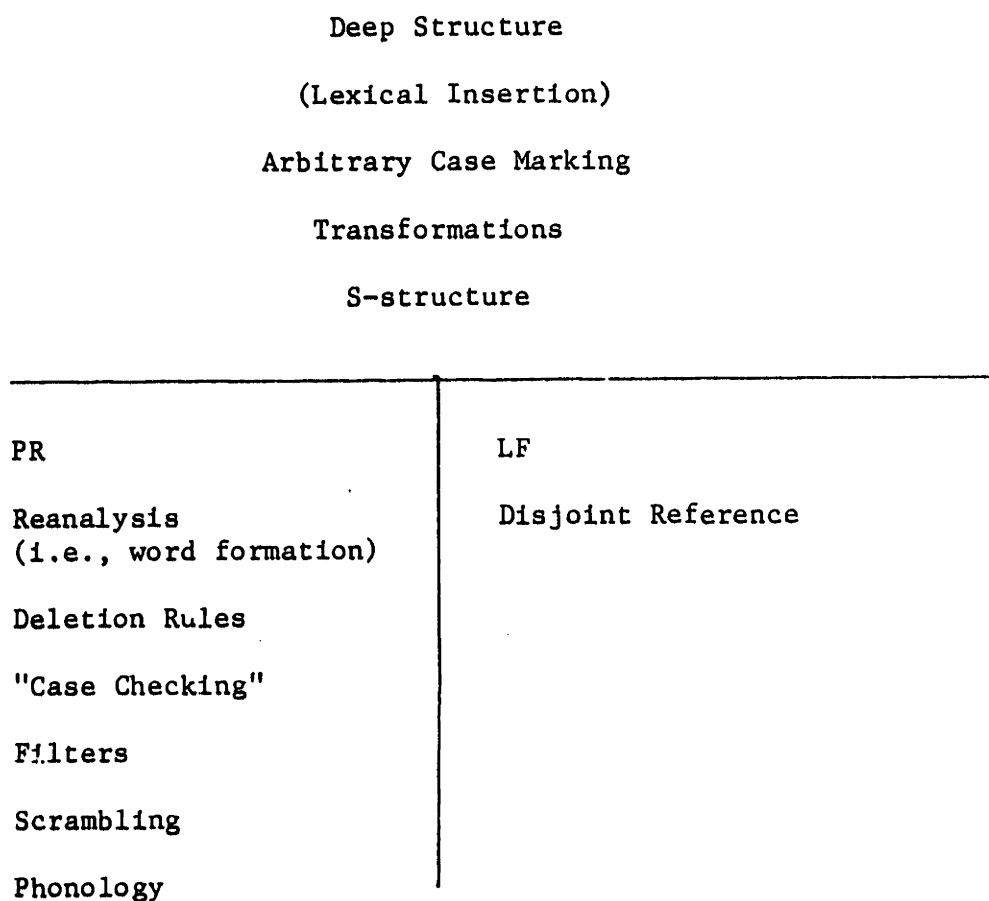 Deep Structure
(Lexical Insertion)
Arbitrary Case Marking
Transformations
S-structure
PR
Reanalysis
(i.e., word formation)
Deletion Rules
"Case Checking"
Filters
Scrambling
Phonology
LF
Disjoint Reference